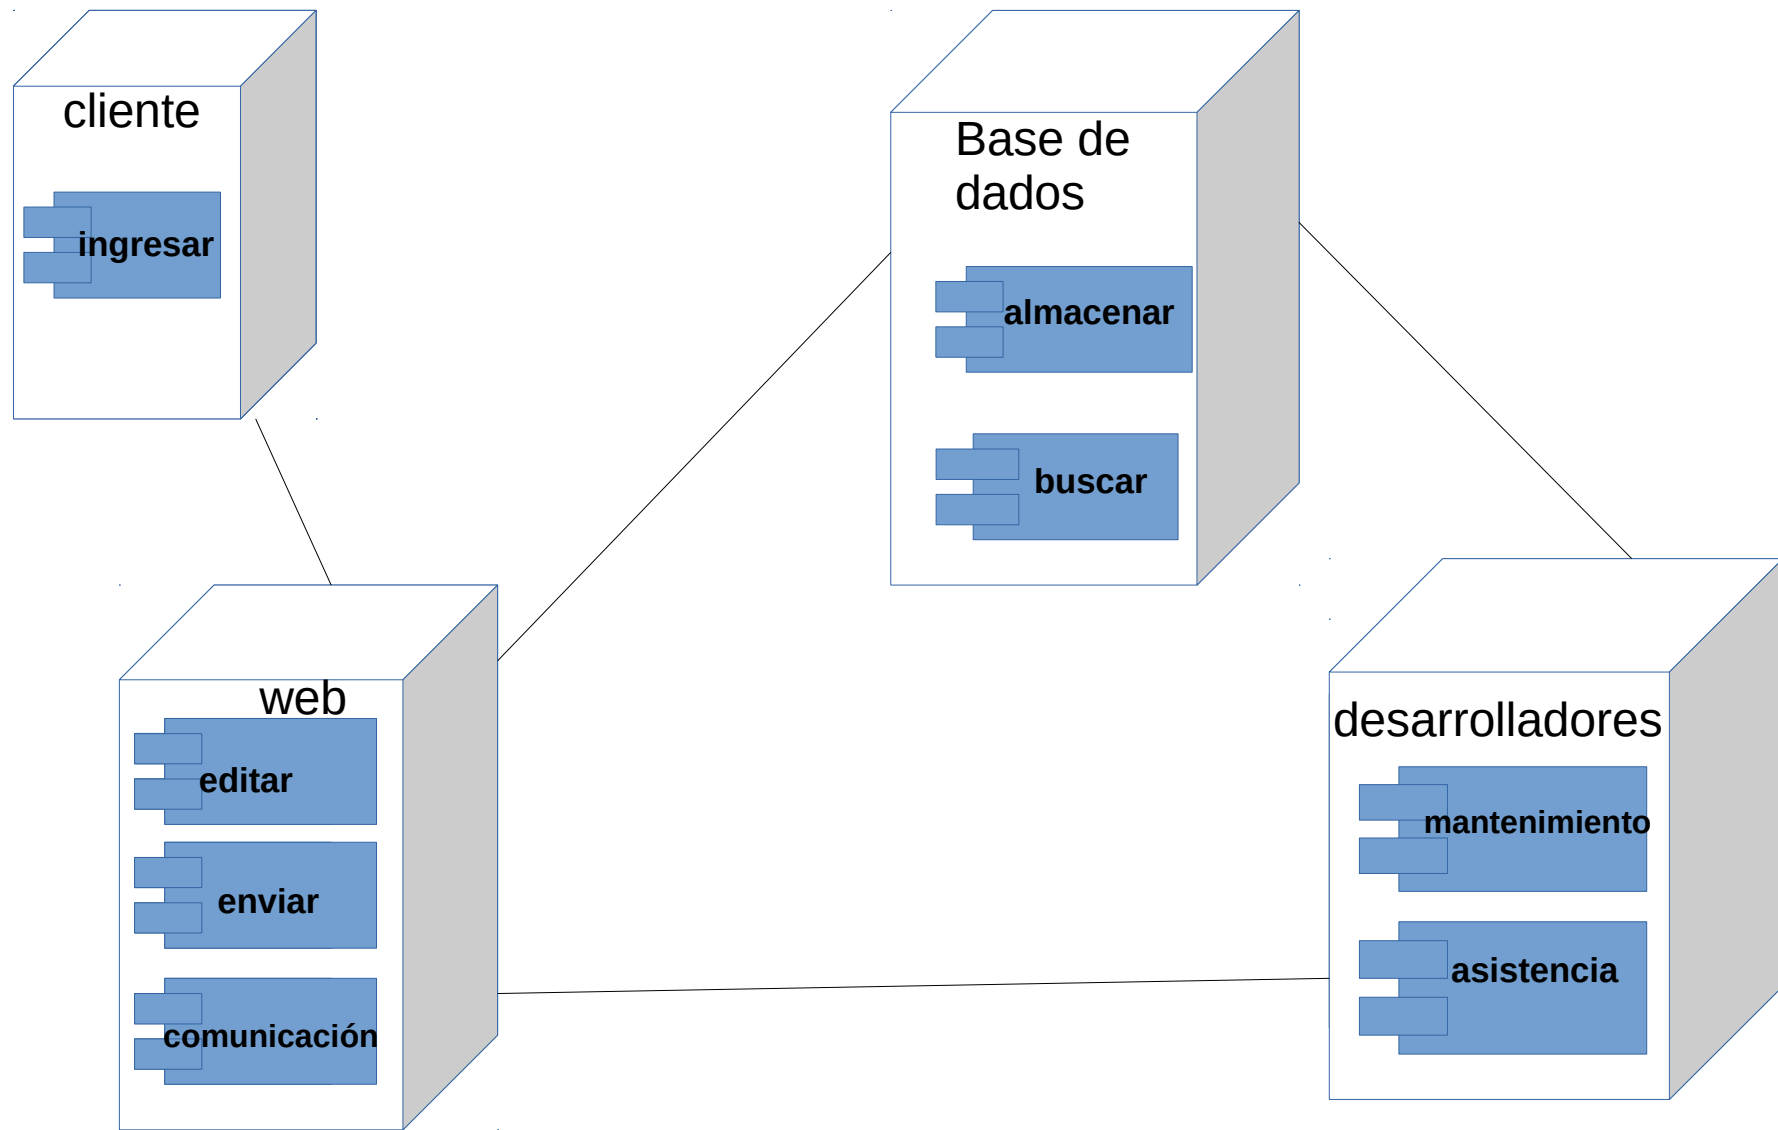 cliente
ingresar
Base de
dados
almacenar
buscar
web
editar
enviar
comunicación
desarrolladores
mantenimiento
asistencia